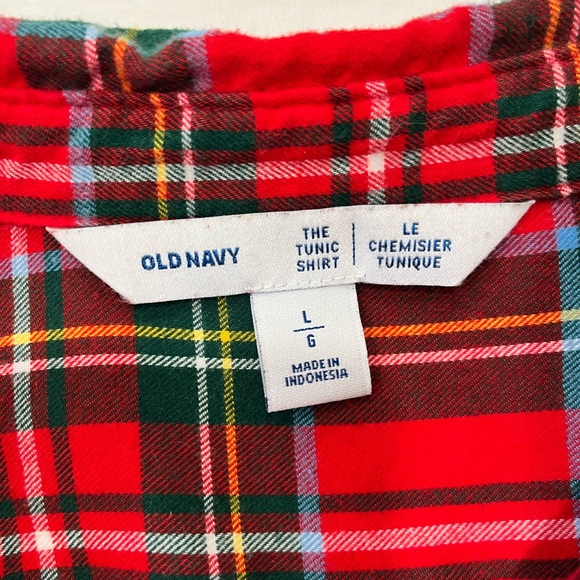 OLD NAVY
THE
TUNIC
SHIRT
LE
CHEMISIER
TUNIQUE
L
G
MADE IN
INDONESIA